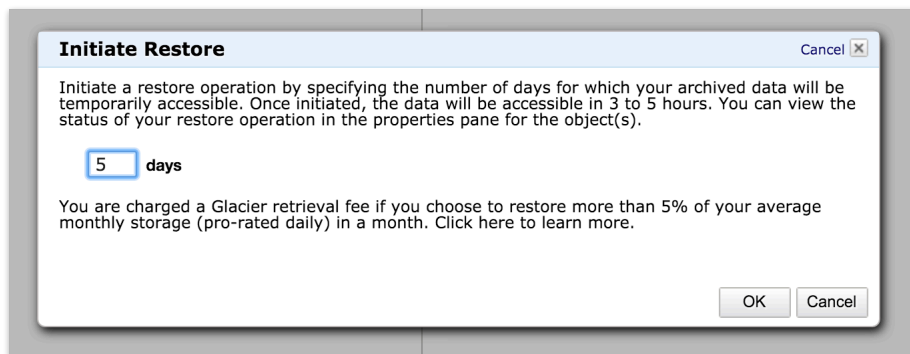 Initiate Restore
Cancel
Initiate a restore operation by specifying the number of days for which your archived data will be
temporarily accessible. Once initiated, the data will be accessible in 3 to 5 hours. You can view the
status of your restore operation in the properties pane for the object(s).
5 days
You are charged a Glacier retrieval fee if you choose to restore more than 5% of your average
monthly storage (pro-rated daily) in a month. Click here to learn more.
OK Cancel